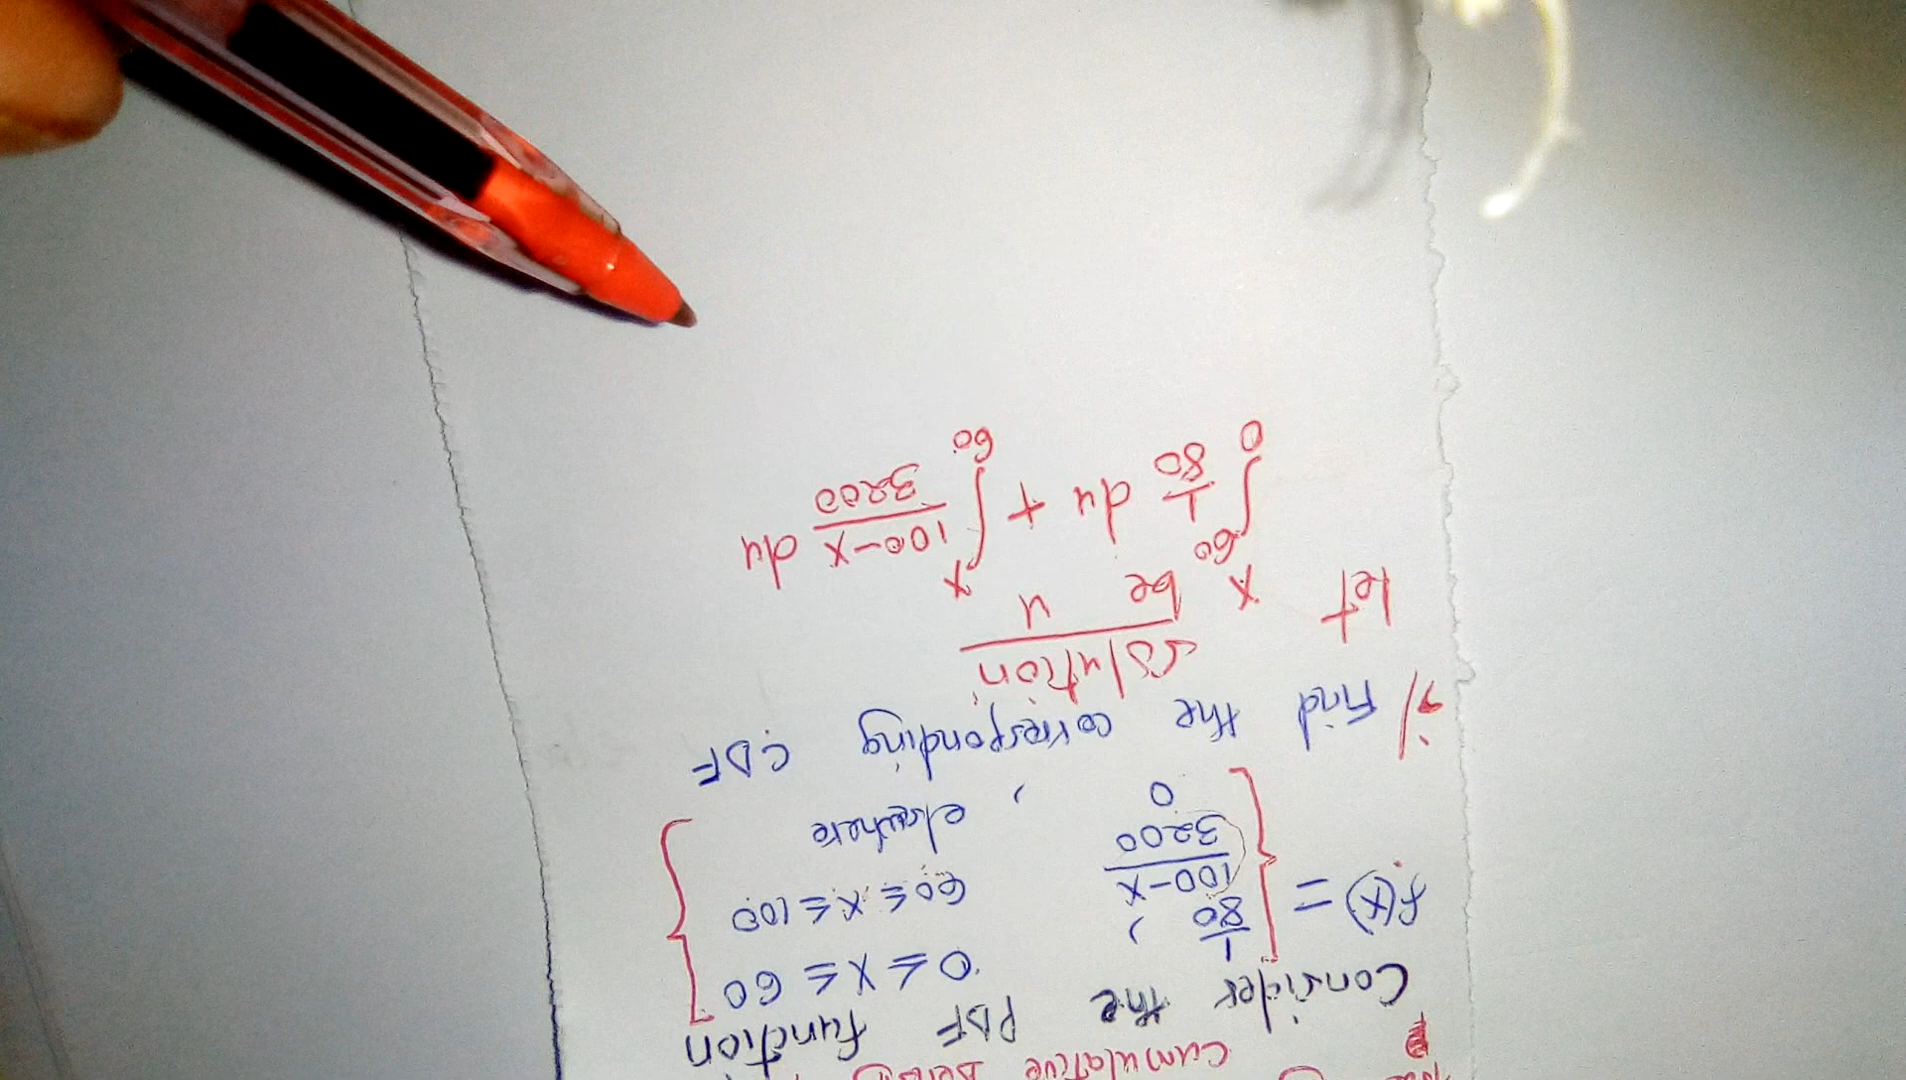 cumulative
Consider the PDF function
f(x) = { 1/80 , 0 ≤ x ≤ 60
100-x/3200 60 ≤ x ≤ 100
0 , elsewhere }
i/ Find the corresponding CDF
solution
Let x be u
∫₀⁶⁰ 1/80 du + ∫₆₀ˣ 100-x/3200 du